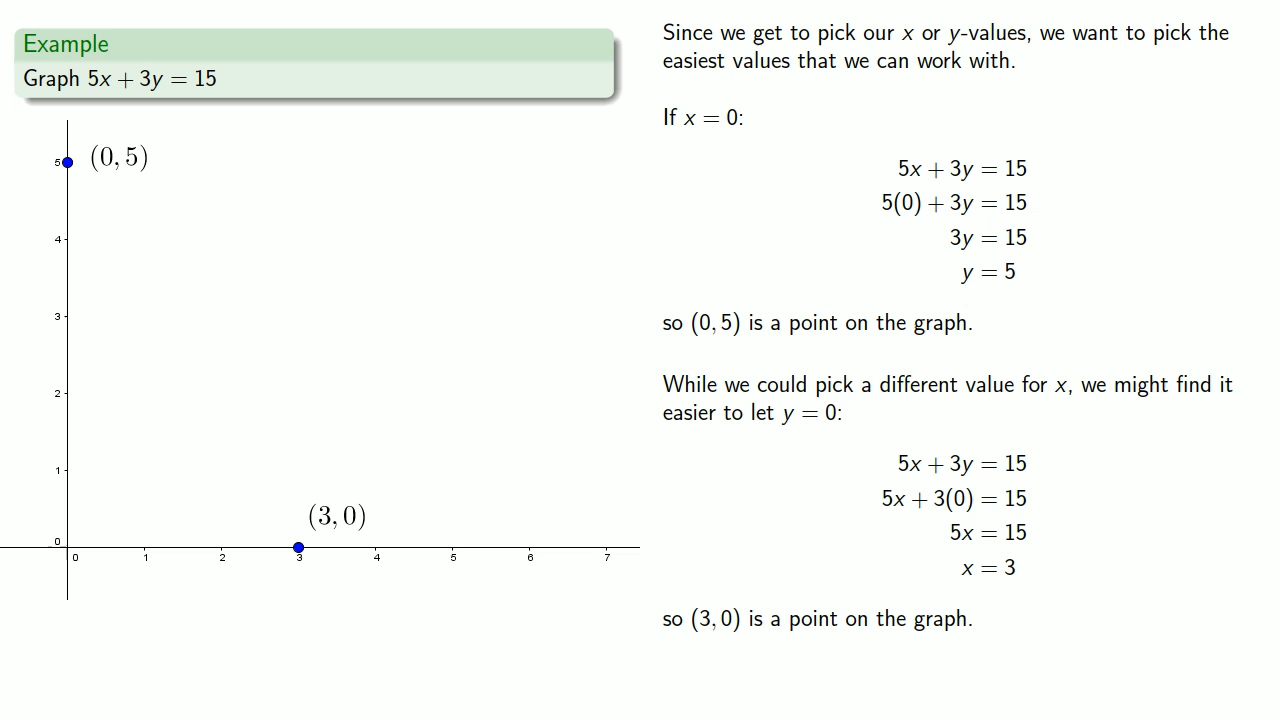 Example
Graph 5x + 3y = 15
(0, 5)
5
4
3
2
1
0
(3, 0)
0 1 2 3 4 5 6 7
Since we get to pick our x or y-values, we want to pick the
easiest values that we can work with.
If x = 0:
5x + 3y = 15
5(0) + 3y = 15
3y = 15
y = 5
so (0, 5) is a point on the graph.
While we could pick a different value for x, we might find it
easier to let y = 0:
5x + 3y = 15
5x + 3(0) = 15
5x = 15
x = 3
so (3, 0) is a point on the graph.